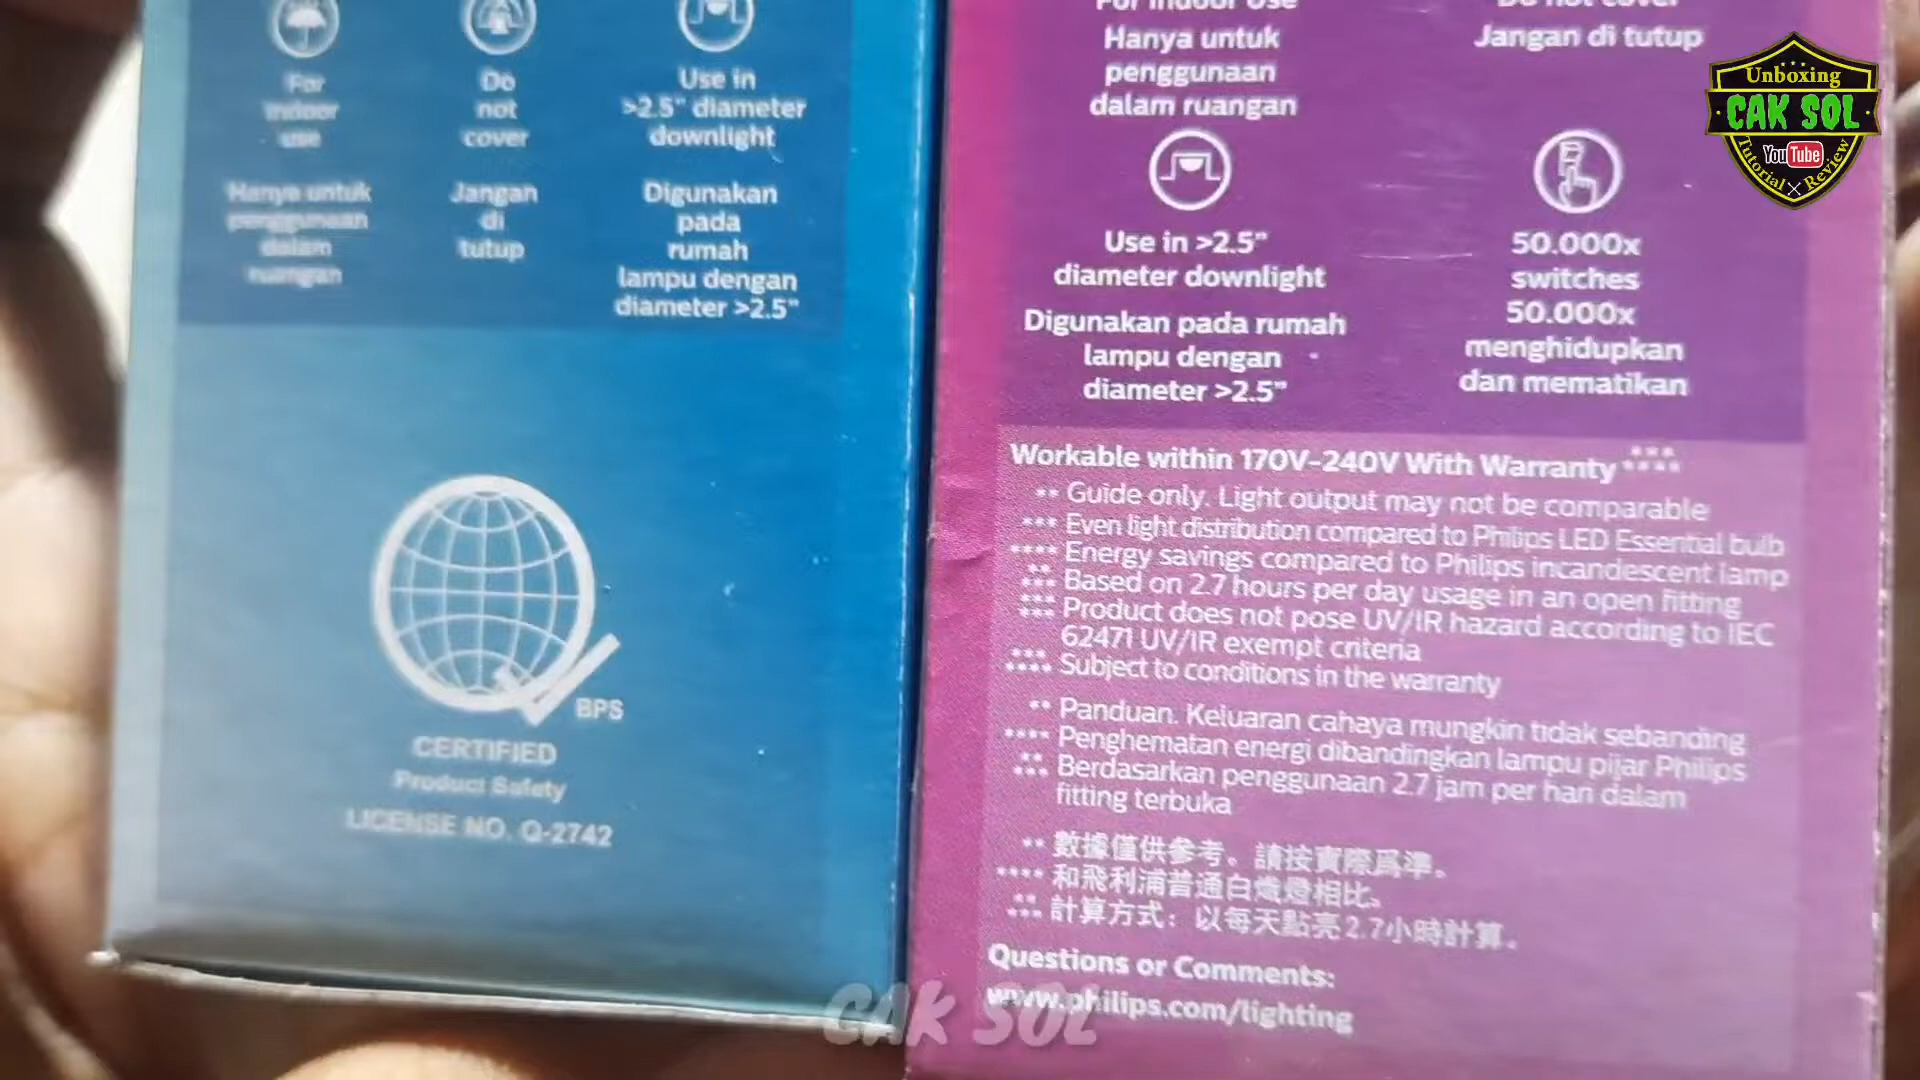 For
indoor
use
Hanya untuk
penggunaan
dalam
ruangan
Do
not
cover
Jangan
di
tutup
Use in
>2.5" diameter
downlight
Digunakan
pada
rumah
lampu dengan
diameter >2.5"
BPS
CERTIFIED
Product Safety
LICENSE NO. Q-2742
For Indoor Use
Hanya untuk
penggunaan
dalam ruangan
Do not cover
Jangan di tutup
Use in >2.5"
diameter downlight
Digunakan pada rumah
lampu dengan
diameter >2.5"
50.000x
switches
50.000x
menghidupkan
dan mematikan
Workable within 170V-240V With Warranty *******
** Guide only. Light output may not be comparable
*** Even light distribution compared to Philips LED Essential bulb
**** Energy savings compared to Philips incandescent lamp
***** Based on 2.7 hours per day usage in an open fitting
****** Product does not pose UV/IR hazard according to IEC
62471 UV/IR exempt criteria
******* Subject to conditions in the warranty
** Panduan. Keluaran cahaya mungkin tidak sebanding
**** Penghematan energi dibandingkan lampu pijar Philips
***** Berdasarkan penggunaan 2.7 jam per hari dalam
fitting terbuka
** 數據僅供參考。請按實際爲準。
**** 和飛利浦普通白熾燈相比。
***** 計算方式：以每天點亮2.7小時計算。
Questions or Comments:
www.philips.com/lighting
Unboxing
CAK SOL
YouTube
Tutorial X Review
CAK SOL